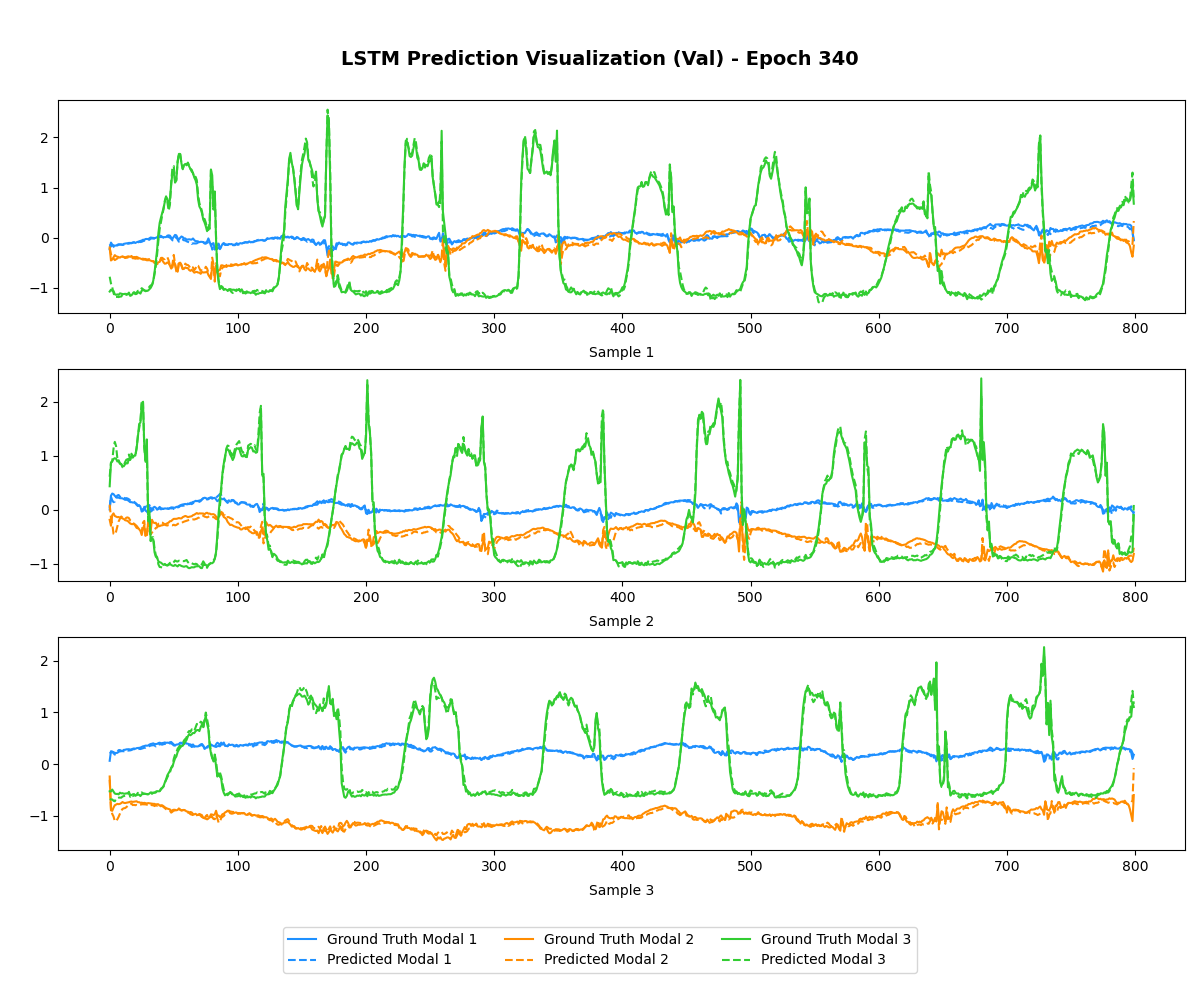 LSTM Prediction Visualization (Val) - Epoch 340
2
1
0
−1
0 100 200 300 400 500 600 700 800
Sample 1
2
1
0
−1
0 100 200 300 400 500 600 700 800
Sample 2
2
1
0
−1
0 100 200 300 400 500 600 700 800
Sample 3
Ground Truth Modal 1 Ground Truth Modal 2 Ground Truth Modal 3
Predicted Modal 1 Predicted Modal 2 Predicted Modal 3